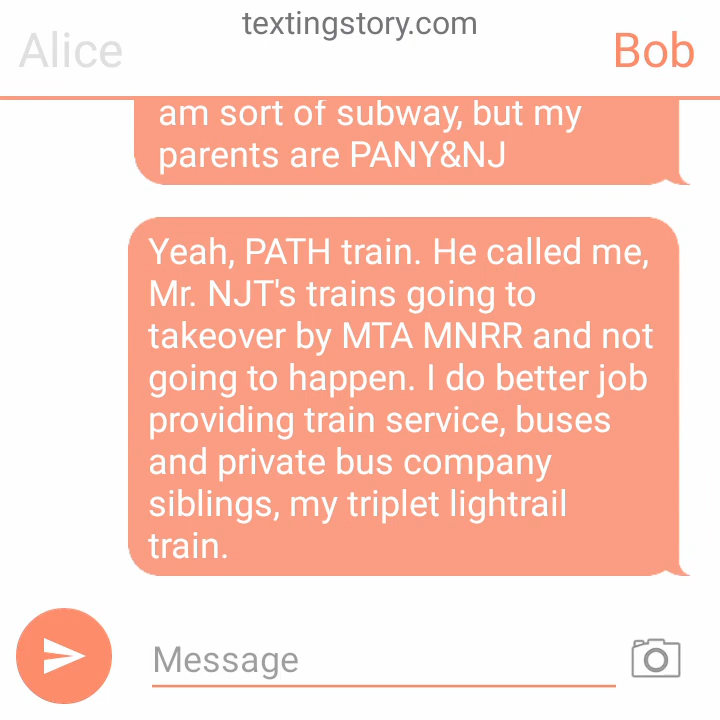 textingstory.com
Alice
Bob
am sort of subway, but my
parents are PANY&NJ
Yeah, PATH train. He called me,
Mr. NJT's trains going to
takeover by MTA MNRR and not
going to happen. I do better job
providing train service, buses
and private bus company
siblings, my triplet lightrail
train.
Message